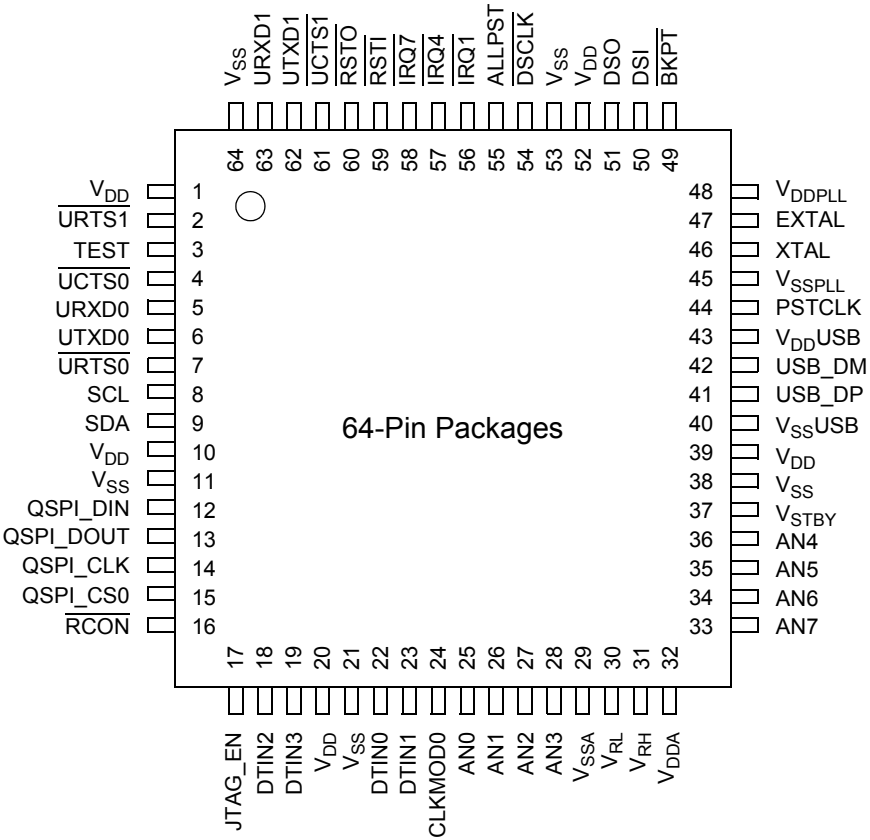 VSS URXD1 UTXD1 UCTS1 RSTO RSTI IRQ7 IRQ4 IRQ1 ALLPST DSCLK VSS VDD DSO DSI BKPT
64 63 62 61 60 59 58 57 56 55 54 53 52 51 50 49
VDD 1 48 VDDPLL
URTS1 2 47 EXTAL
TEST 3 46 XTAL
UCTS0 4 45 VSSPLL
URXD0 5 44 PSTCLK
UTXD0 6 43 VDDUSB
URTS0 7 42 USB_DM
SCL 8 41 USB_DP
SDA 9 40 VSSUSB
64-Pin Packages
VDD 10 39 VDD
VSS 11 38 VSS
QSPI_DIN 12 37 VSTBY
QSPI_DOUT 13 36 AN4
QSPI_CLK 14 35 AN5
QSPI_CS0 15 34 AN6
RCON 16 33 AN7
17 18 19 20 21 22 23 24 25 26 27 28 29 30 31 32
JTAG_EN DTIN2 DTIN3 VDD VSS DTIN0 DTIN1 CLKMOD0 AN0 AN1 AN2 AN3 VSSA VRL VRH VDDA